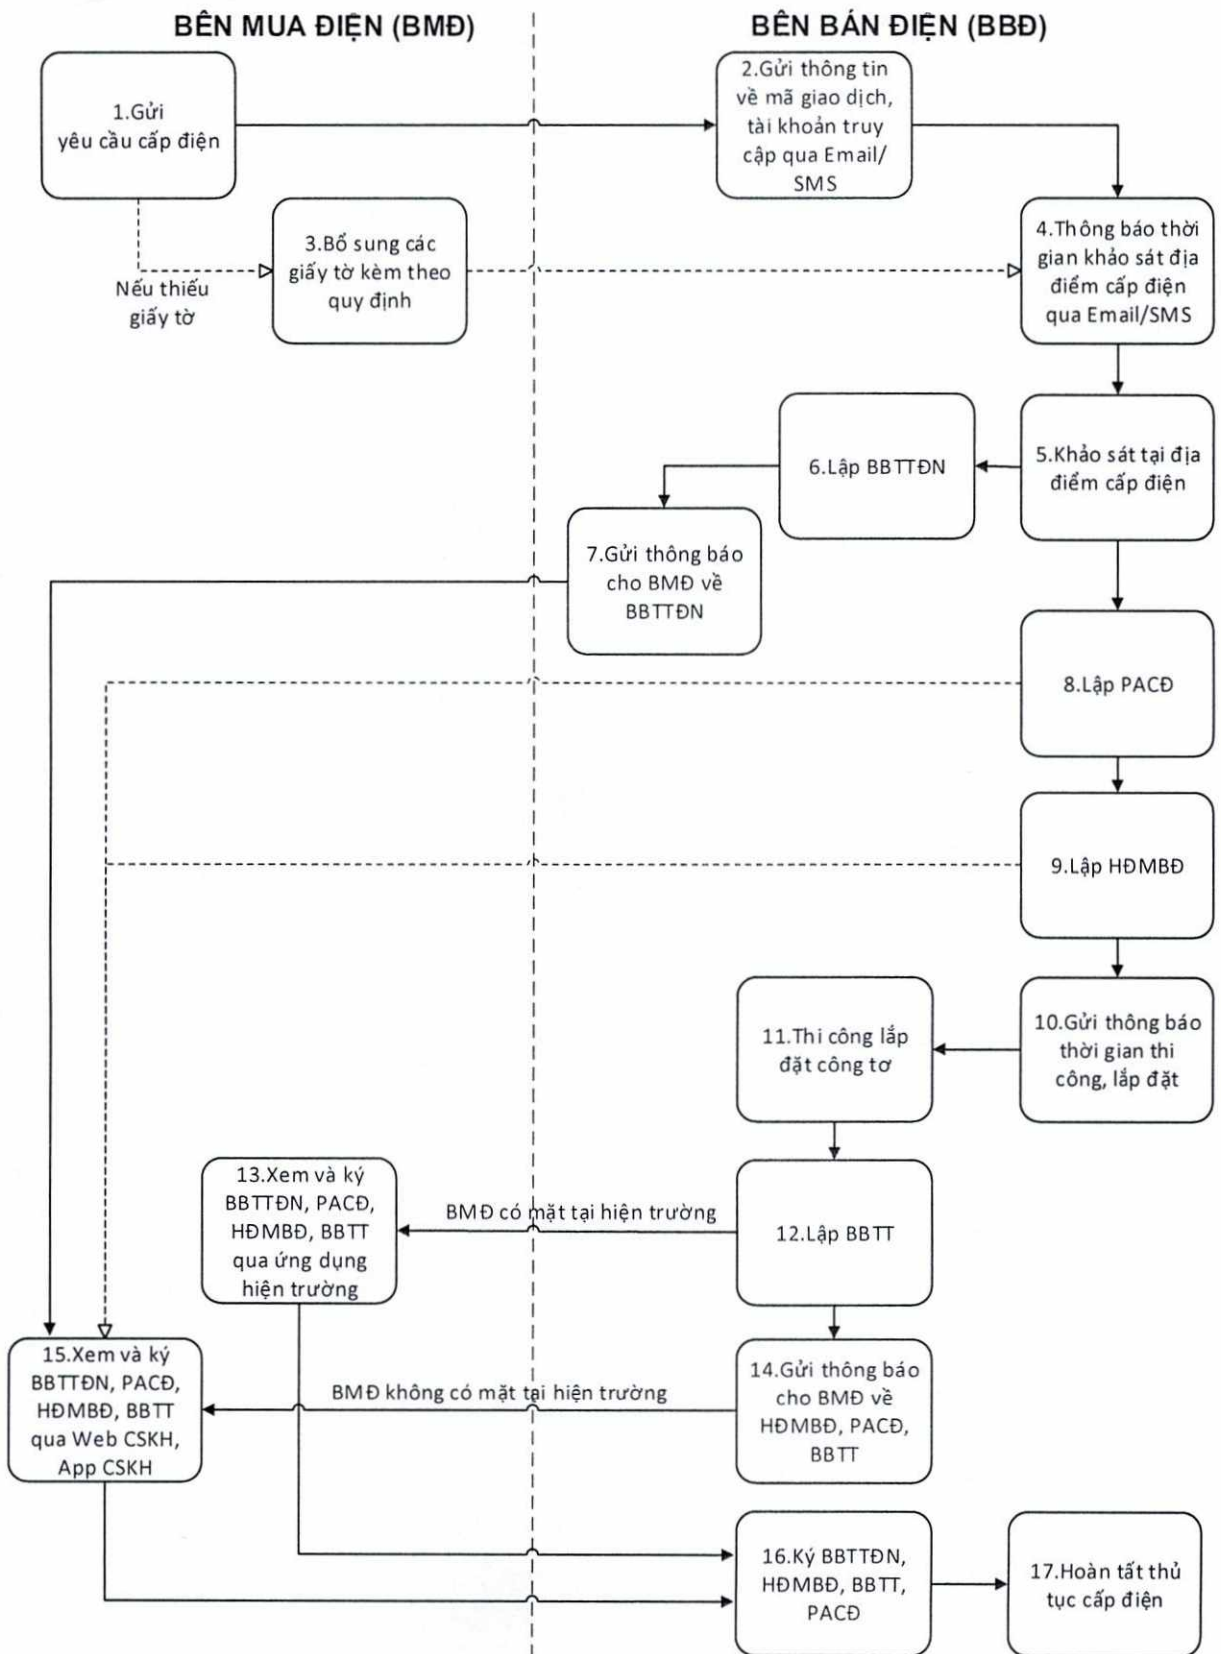 BÊN MUA ĐIỆN (BMĐ)
BÊN BÁN ĐIỆN (BBĐ)
1.Gửi
yêu cầu cấp điện
2.Gửi thông tin
về mã giao dịch,
tài khoản truy
cập qua Email/
SMS
Nếu thiếu
giấy tờ
3.Bổ sung các
giấy tờ kèm theo
quy định
4.Thông báo thời
gian khảo sát địa
điểm cấp điện
qua Email/SMS
5.Khảo sát tại địa
điểm cấp điện
6.Lập BBTTĐN
7.Gửi thông báo
cho BMĐ về
BBTTĐN
8.Lập PACĐ
9.Lập HĐMBĐ
10.Gửi thông báo
thời gian thi
công, lắp đặt
11.Thi công lắp
đặt công tơ
12.Lập BBTT
BMĐ có mặt tại hiện trường
13.Xem và ký
BBTTĐN, PACĐ,
HĐMBĐ, BBTT
qua ứng dụng
hiện trường
14.Gửi thông báo
cho BMĐ về
HĐMBĐ, PACĐ,
BBTT
BMĐ không có mặt tại hiện trường
15.Xem và ký
BBTTĐN, PACĐ,
HĐMBĐ, BBTT
qua Web CSKH,
App CSKH
16.Ký BBTTĐN,
HĐMBĐ, BBTT,
PACĐ
17.Hoàn tất thủ
tục cấp điện